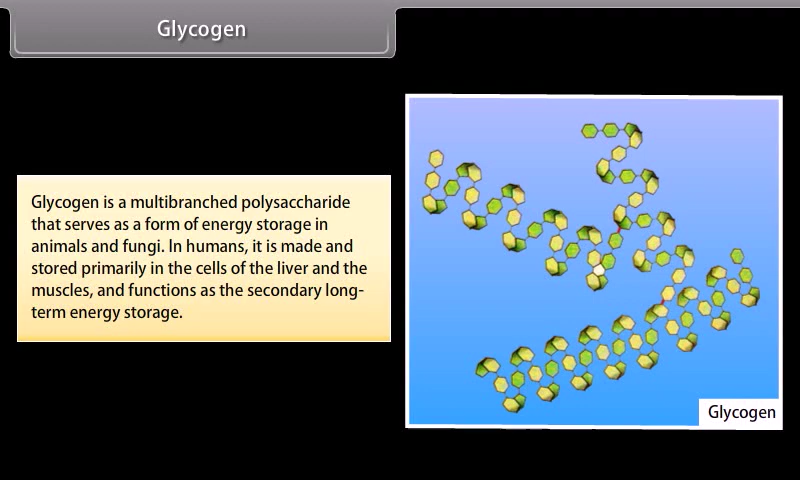 Glycogen
Glycogen is a multibranched polysaccharide
that serves as a form of energy storage in
animals and fungi. In humans, it is made and
stored primarily in the cells of the liver and the
muscles, and functions as the secondary long-
term energy storage.
Glycogen